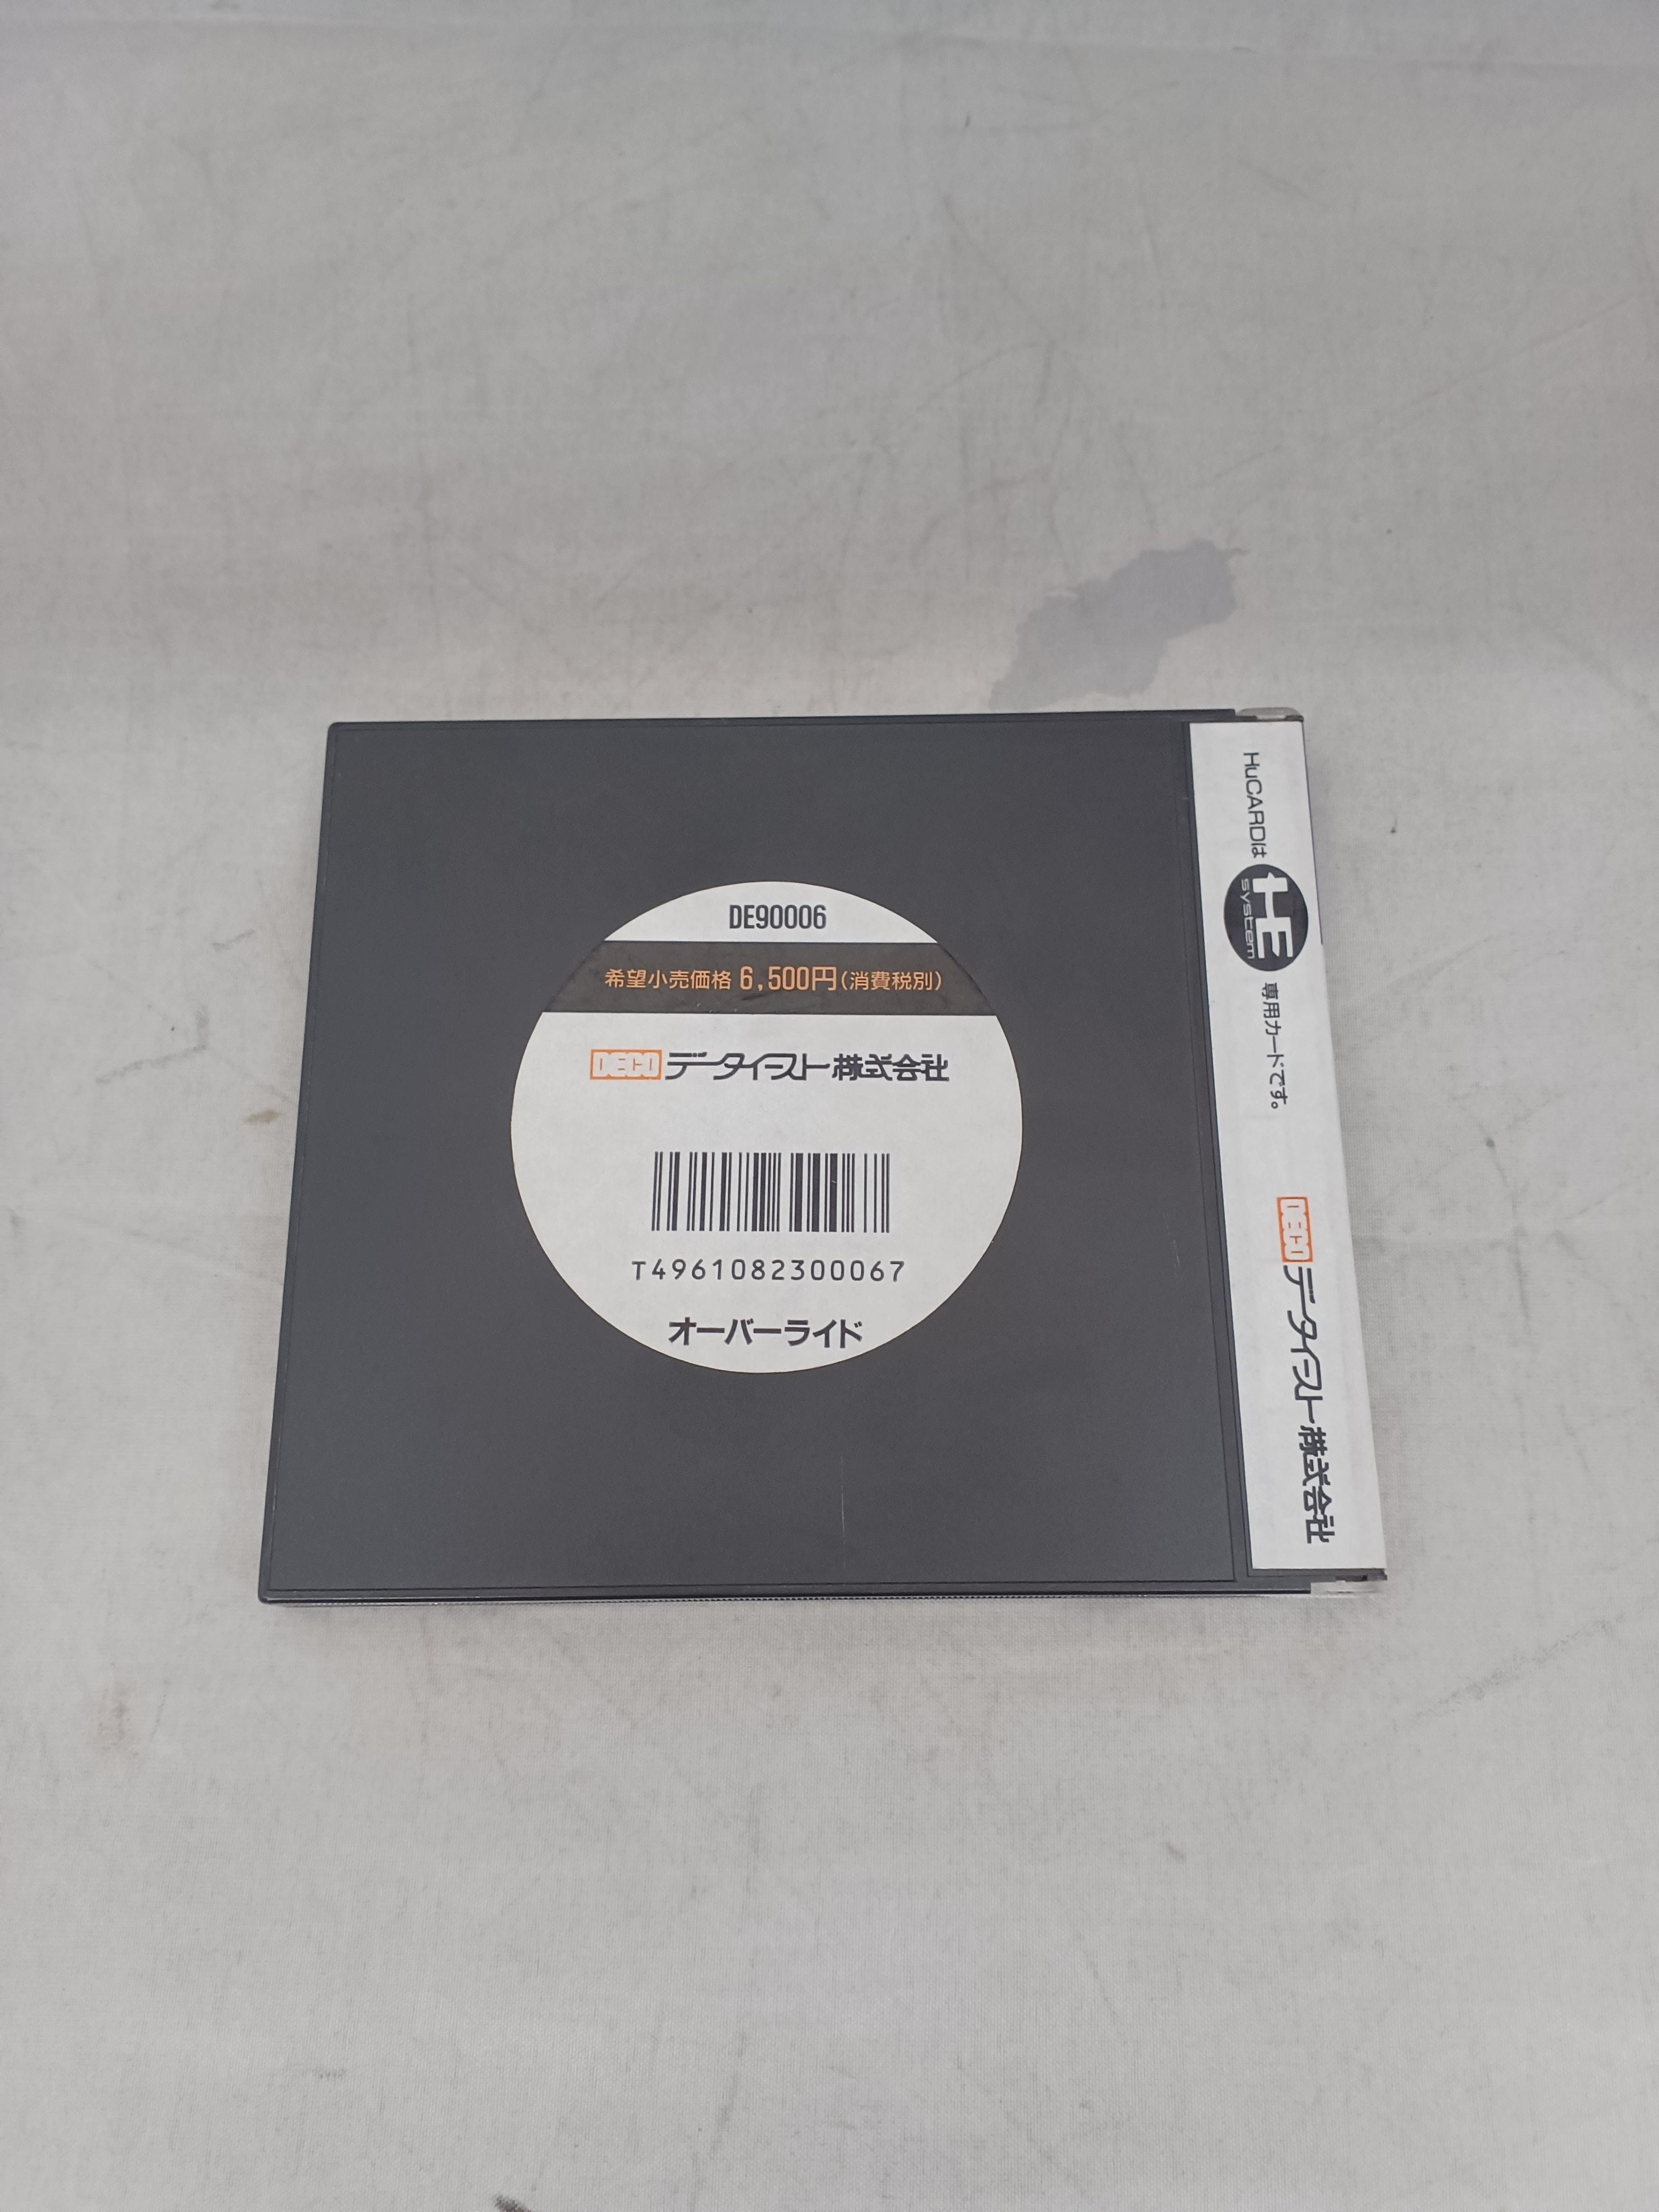 DE90006
希望小売価格 6,500円(消費税別)
DECO データイースト株式会社
T4961082300067
オーバーライド
HuCARDは HE system 専用カードです。
DECO データイースト株式会社